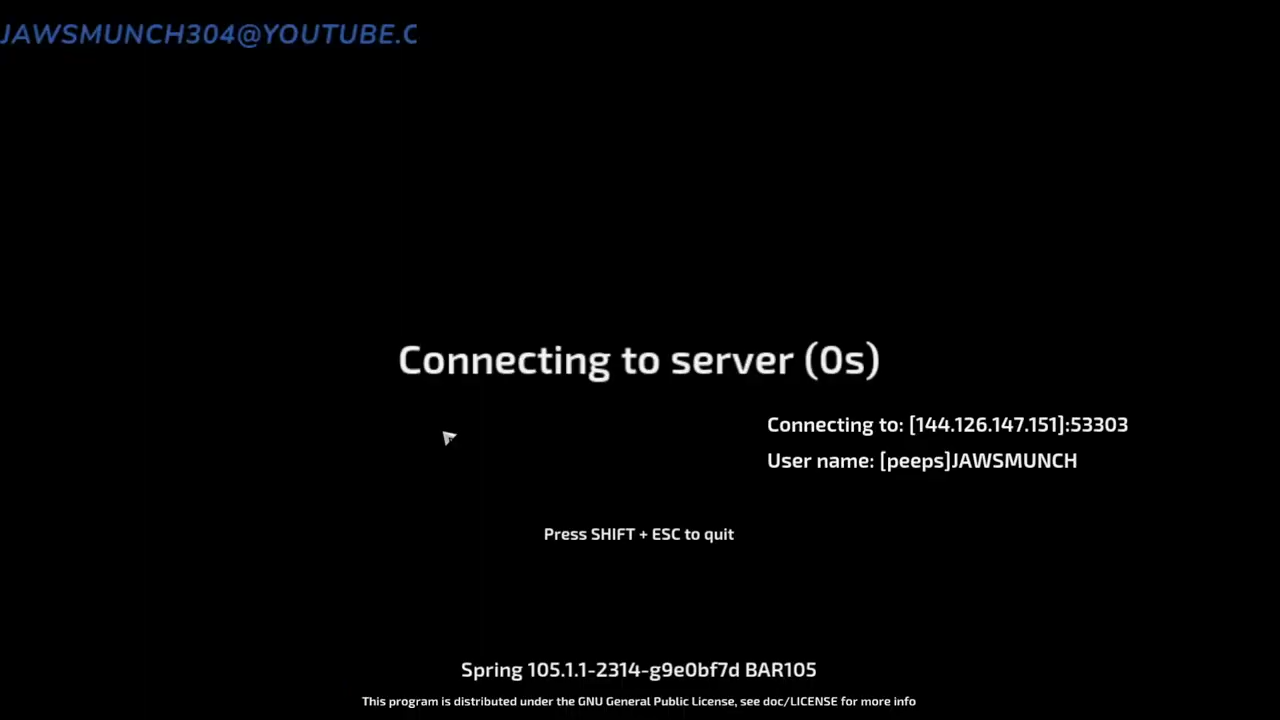 JAWSMUNCH304@YOUTUBE.C
Connecting to server (0s)
Connecting to: [144.126.147.151]:53303
User name: [peeps]JAWSMUNCH
Press SHIFT + ESC to quit
Spring 105.1.1-2314-g9e0bf7d BAR105
This program is distributed under the GNU General Public License, see doc/LICENSE for more info